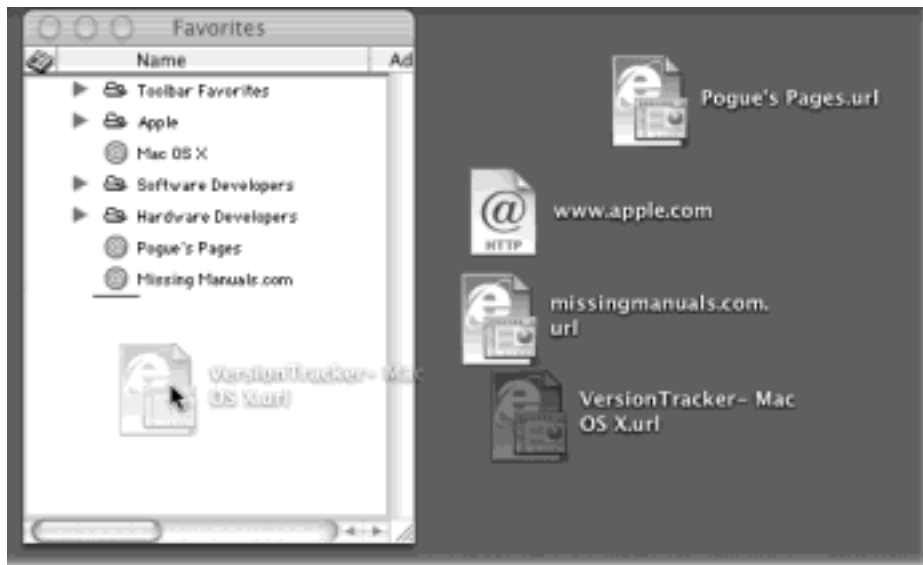 Favorites
Name Ad
Toolbar Favorites
Apple
Mac OS X
Software Developers
Hardware Developers
Pogue's Pages
Missing Manuals.com
VersionTracker- Mac
OS X.url
Pogue's Pages.url
@
HTTP
www.apple.com
missingmanuals.com.
url
VersionTracker- Mac
OS X.url